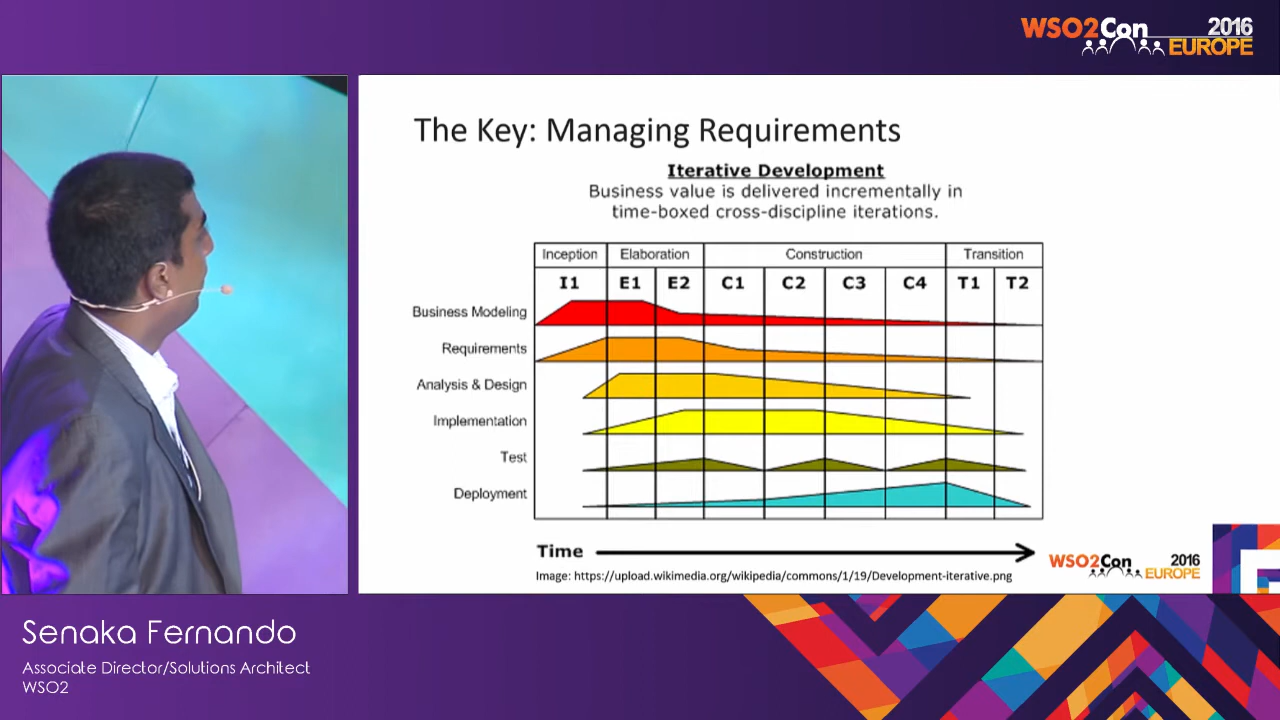 WSO2Con 2016
EUROPE
The Key: Managing Requirements
Iterative Development
Business value is delivered incrementally in
time-boxed cross-discipline iterations.
Inception Elaboration Construction Transition
I1 E1 E2 C1 C2 C3 C4 T1 T2
Business Modeling
Requirements
Analysis & Design
Implementation
Test
Deployment
Time
Image: https://upload.wikimedia.org/wikipedia/commons/1/19/Development-iterative.png
WSO2Con 2016
EUROPE
Senaka Fernando
Associate Director/Solutions Architect
WSO2